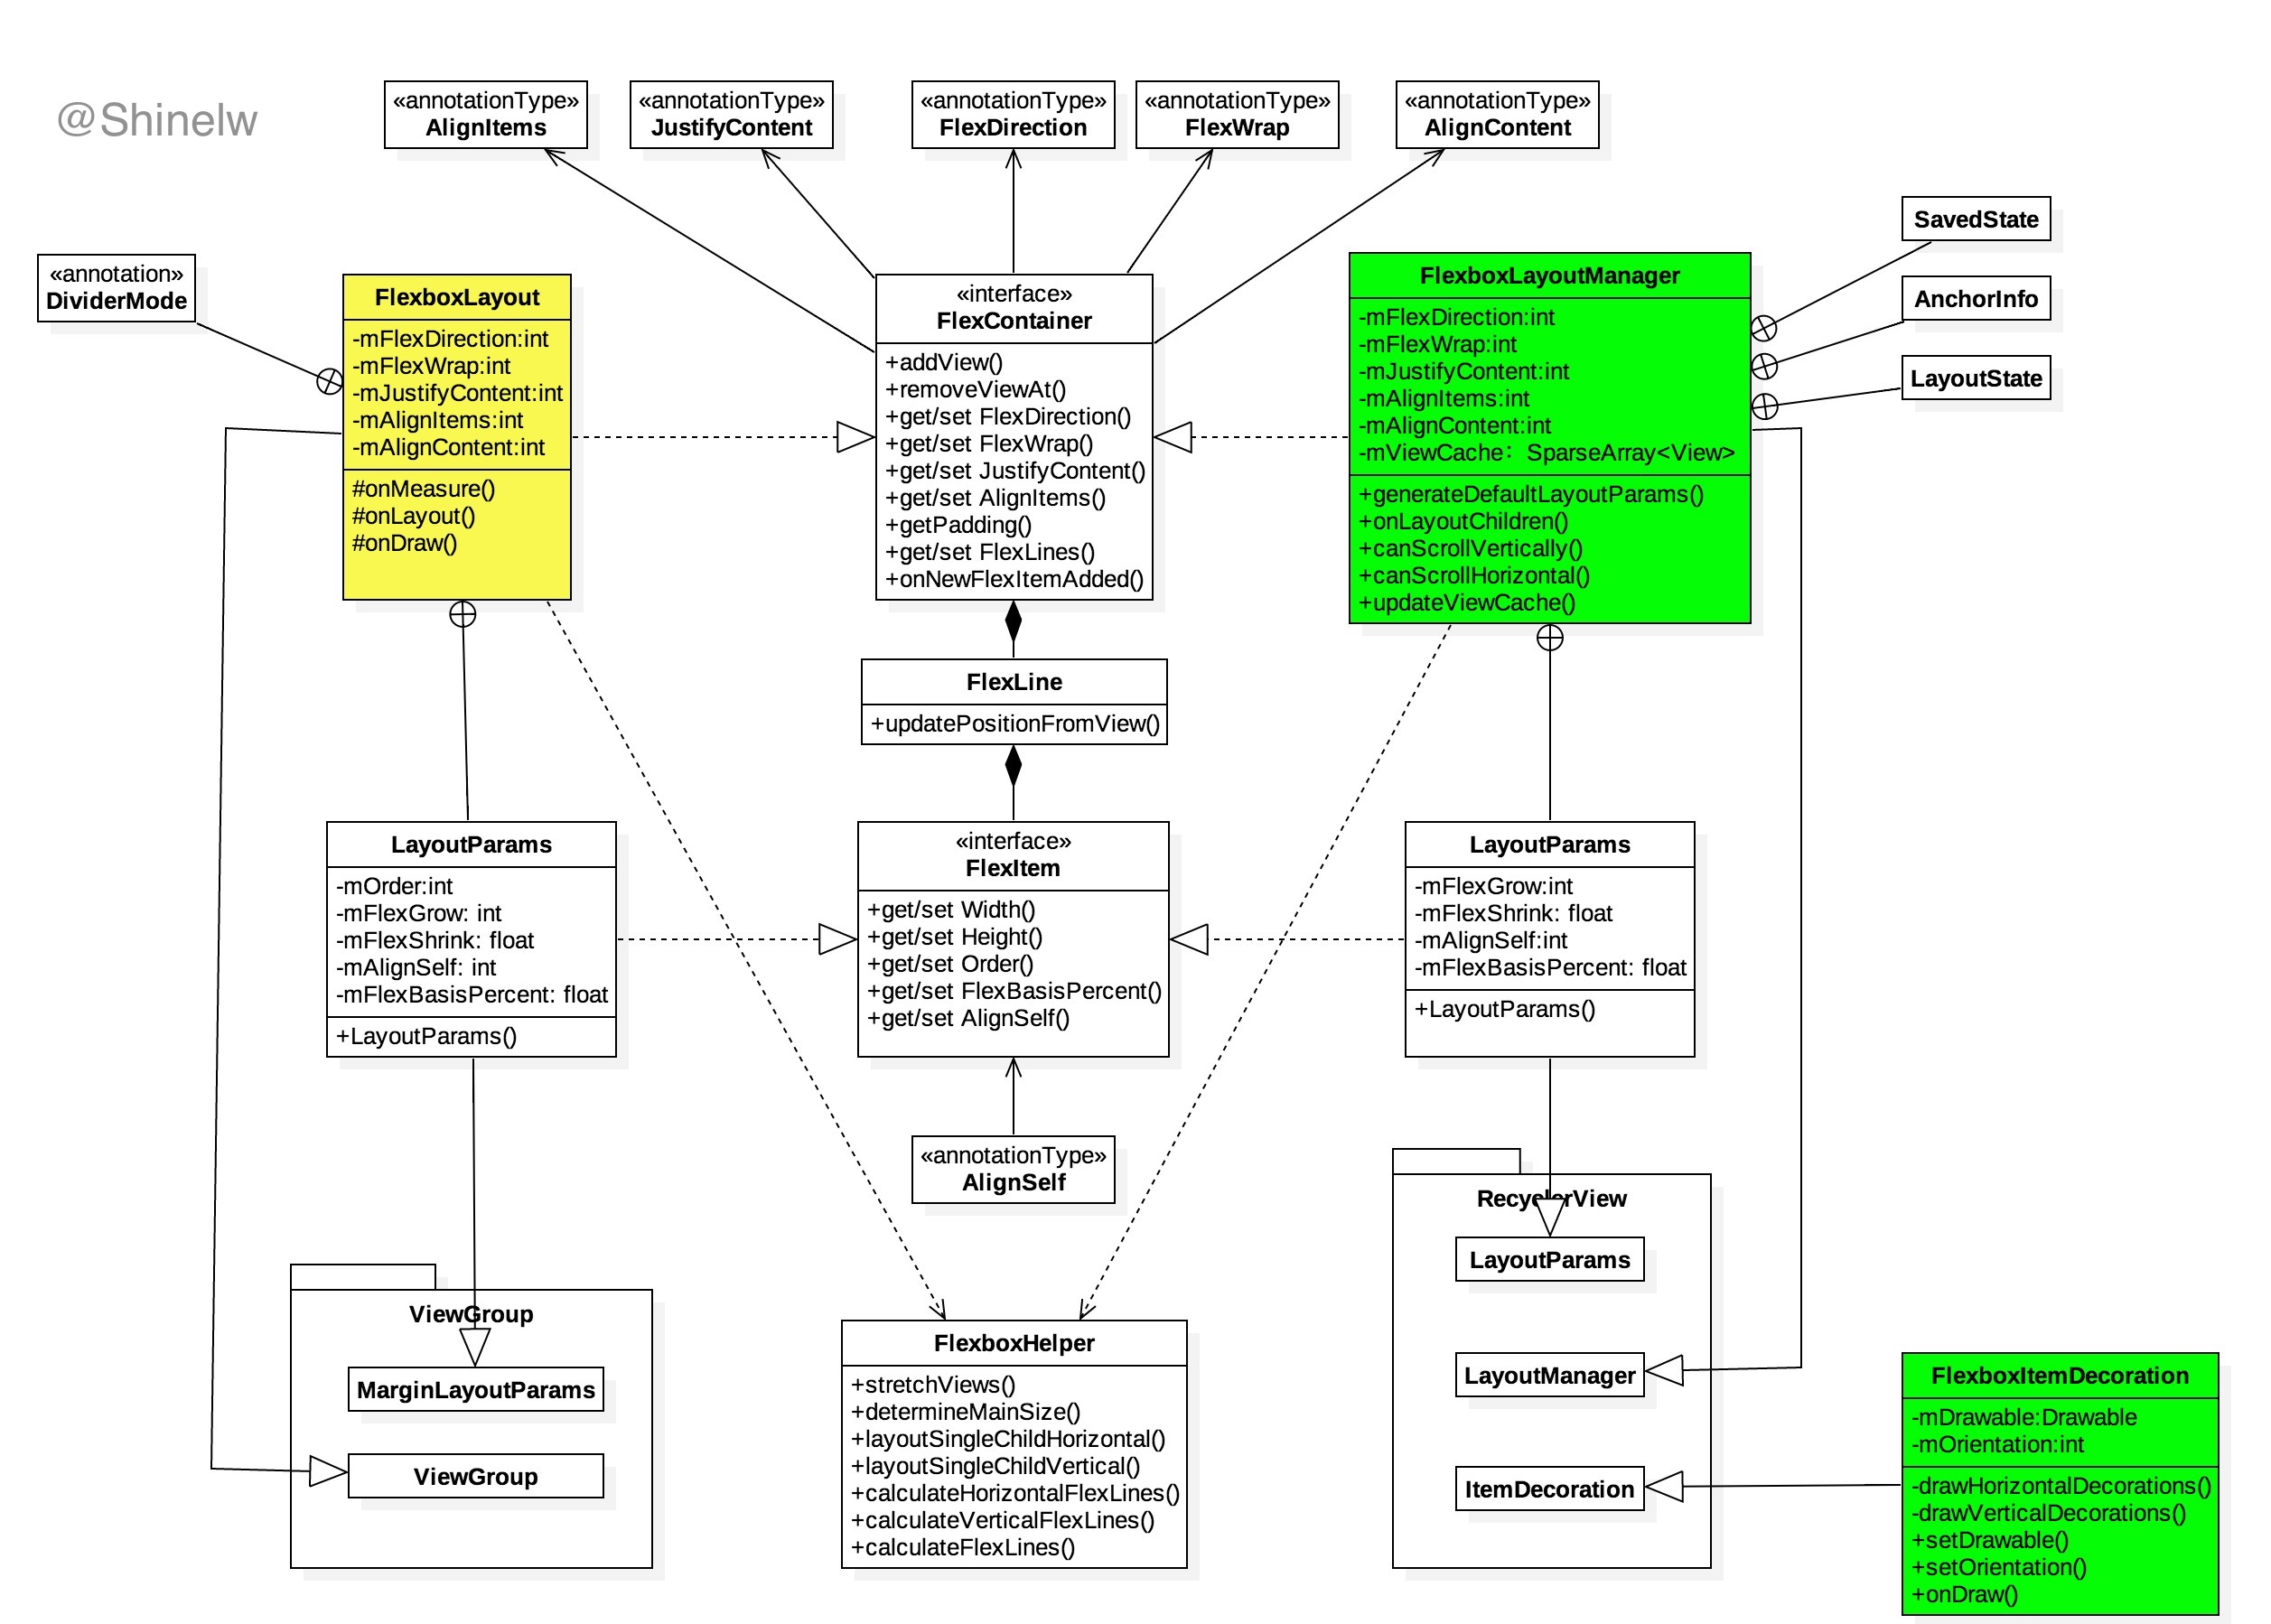 @Shinelw
«annotationType»
AlignItems
«annotationType»
JustifyContent
«annotationType»
FlexDirection
«annotationType»
FlexWrap
«annotationType»
AlignContent
«annotation»
DividerMode
FlexboxLayout
-mFlexDirection:int
-mFlexWrap:int
-mJustifyContent:int
-mAlignItems:int
-mAlignContent:int
#onMeasure()
#onLayout()
#onDraw()
«interface»
FlexContainer
+addView()
+removeViewAt()
+get/set FlexDirection()
+get/set FlexWrap()
+get/set JustifyContent()
+get/set AlignItems()
+getPadding()
+get/set FlexLines()
+onNewFlexItemAdded()
FlexboxLayoutManager
-mFlexDirection:int
-mFlexWrap:int
-mJustifyContent:int
-mAlignItems:int
-mAlignContent:int
-mViewCache：SparseArray<View>
+generateDefaultLayoutParams()
+onLayoutChildren()
+canScrollVertically()
+canScrollHorizontal()
+updateViewCache()
SavedState
AnchorInfo
LayoutState
FlexLine
+updatePositionFromView()
LayoutParams
-mOrder:int
-mFlexGrow: int
-mFlexShrink: float
-mAlignSelf: int
-mFlexBasisPercent: float
+LayoutParams()
«interface»
FlexItem
+get/set Width()
+get/set Height()
+get/set Order()
+get/set FlexBasisPercent()
+get/set AlignSelf()
LayoutParams
-mFlexGrow:int
-mFlexShrink: float
-mAlignSelf:int
-mFlexBasisPercent: float
+LayoutParams()
«annotationType»
AlignSelf
ViewGroup
MarginLayoutParams
ViewGroup
FlexboxHelper
+stretchViews()
+determineMainSize()
+layoutSingleChildHorizontal()
+layoutSingleChildVertical()
+calculateHorizontalFlexLines()
+calculateVerticalFlexLines()
+calculateFlexLines()
RecyclerView
LayoutParams
LayoutManager
ItemDecoration
FlexboxItemDecoration
-mDrawable:Drawable
-mOrientation:int
-drawHorizontalDecorations()
-drawVerticalDecorations()
+setDrawable()
+setOrientation()
+onDraw()